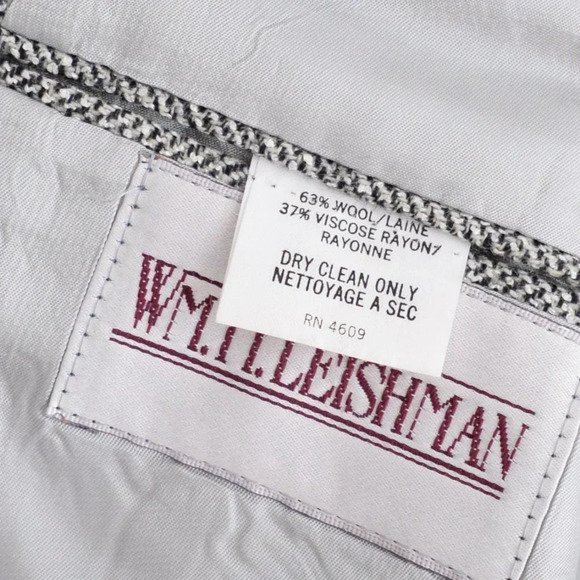 63% WOOL/LAINE
37% VISCOSE RAYON/
RAYONNE
DRY CLEAN ONLY
NETTOYAGE A SEC
RN 4609
WM. H. LEISHMAN